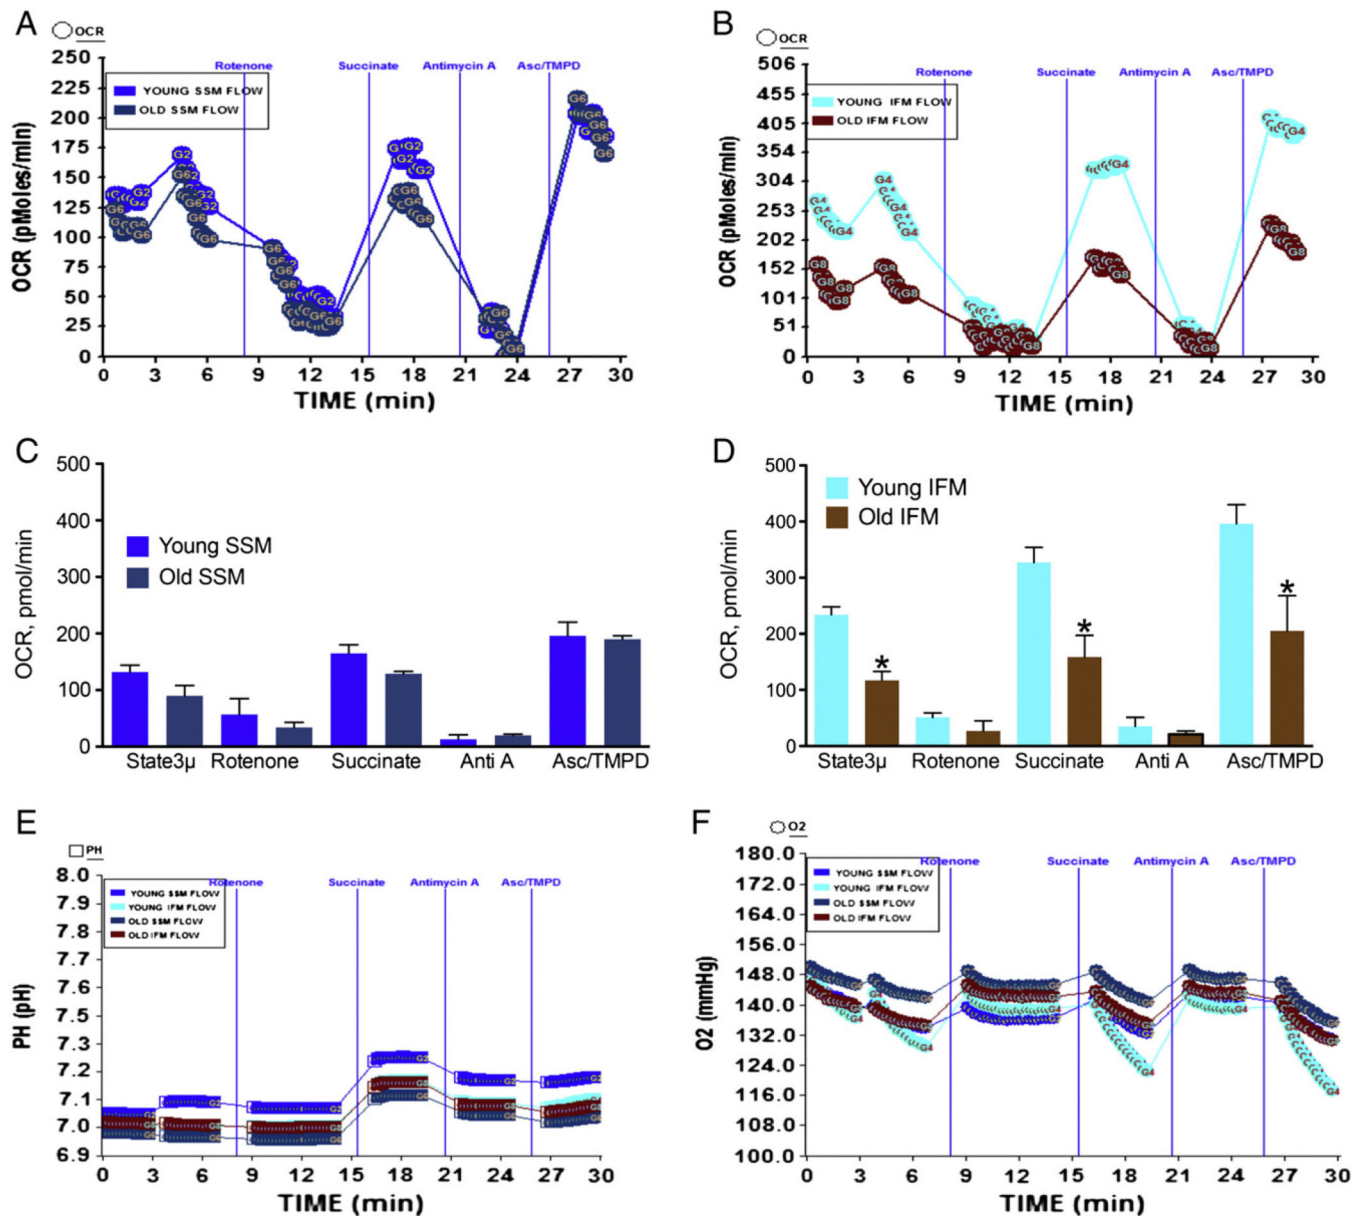 A
OCR
250
225
200
175
150
125
100
75
50
25
0
OCR (pMoles/min)
Rotenone
Succinate
Antimycin A
Asc/TMPD
YOUNG SSM FLOW
OLD SSM FLOW
G2
G6
0 3 6 9 12 15 18 21 24 27 30
TIME (min)
B
OCR
506
455
405
354
304
253
202
152
101
51
0
OCR (pMoles/min)
Rotenone
Succinate
Antimycin A
Asc/TMPD
YOUNG IFM FLOW
OLD IFM FLOW
G4
G8
0 3 6 9 12 15 18 21 24 27 30
TIME (min)
C
500
400
300
200
100
0
OCR, pmol/min
Young SSM
Old SSM
State3µ Rotenone Succinate Anti A Asc/TMPD
D
500
400
300
200
100
0
OCR, pmol/min
Young IFM
Old IFM
*
*
*
State3µ Rotenone Succinate Anti A Asc/TMPD
E
PH
8.0
7.9
7.8
7.7
7.5
7.4
7.3
7.2
7.1
7.0
6.9
PH (pH)
Rotenone
Succinate
Antimycin A
Asc/TMPD
YOUNG SSM FLOW
YOUNG IFM FLOW
OLD SSM FLOW
OLD IFM FLOW
0 3 6 9 12 15 18 21 24 27 30
TIME (min)
F
O2
180.0
172.0
164.0
156.0
148.0
140.0
132.0
124.0
116.0
108.0
100.0
O2 (mmHg)
Rotenone
Succinate
Antimycin A
Asc/TMPD
YOUNG SSM FLOW
YOUNG IFM FLOW
OLD SSM FLOW
OLD IFM FLOW
G4
0 3 6 9 12 15 18 21 24 27 30
TIME (min)